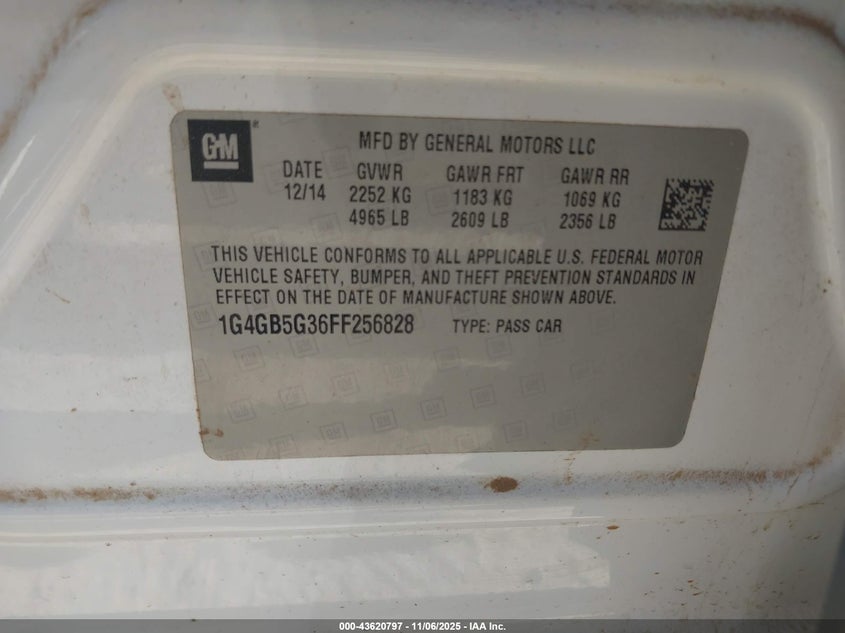 GM
MFD BY GENERAL MOTORS LLC
DATE GVWR GAWR FRT GAWR RR
12/14 2252 KG 1183 KG 1069 KG
4965 LB 2609 LB 2356 LB
THIS VEHICLE CONFORMS TO ALL APPLICABLE U.S. FEDERAL MOTOR
VEHICLE SAFETY, BUMPER, AND THEFT PREVENTION STANDARDS IN
EFFECT ON THE DATE OF MANUFACTURE SHOWN ABOVE.
1G4GB5G36FF256828 TYPE: PASS CAR
000-43620797 - 11/06/2025 - IAA Inc.